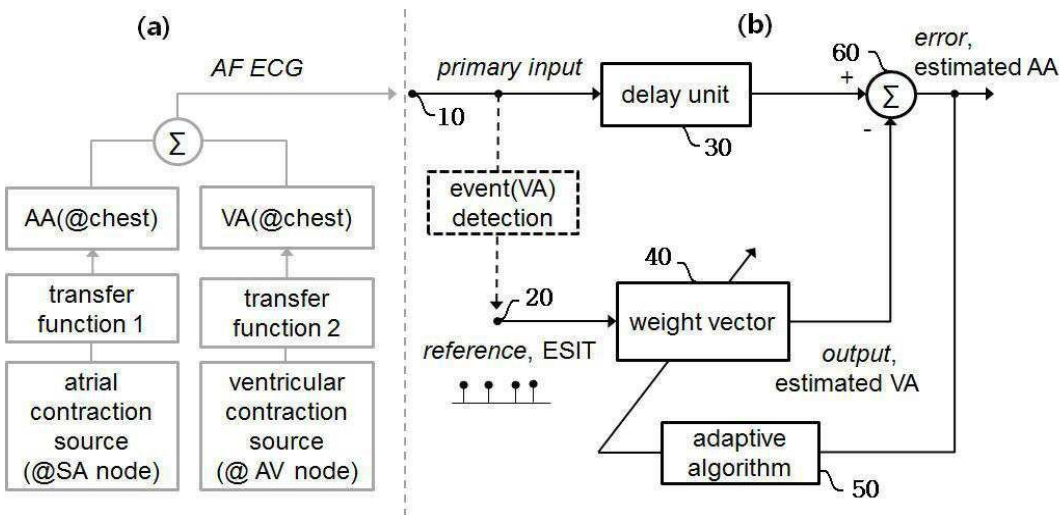 (a)
AF ECG
Σ
AA(@chest)
VA(@chest)
transfer
function 1
transfer
function 2
atrial
contraction
source
(@SA node)
ventricular
contraction
source
(@ AV node)
(b)
primary input
10
delay unit
30
60
+
-
Σ
error,
estimated AA
event(VA)
detection
20
reference, ESIT
40
weight vector
output,
estimated VA
adaptive
algorithm
50